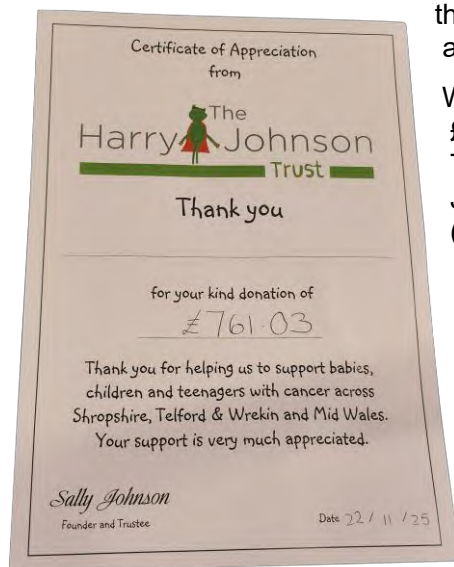 Certificate of Appreciation
from
The
Harry Johnson
Trust
Thank you
for your kind donation of
£761.03
Thank you for helping us to support babies,
children and teenagers with cancer across
Shropshire, Telford & Wrekin and Mid Wales.
Your support is very much appreciated.
Sally Johnson
Founder and Trustee
Date 22 / 11 / 25